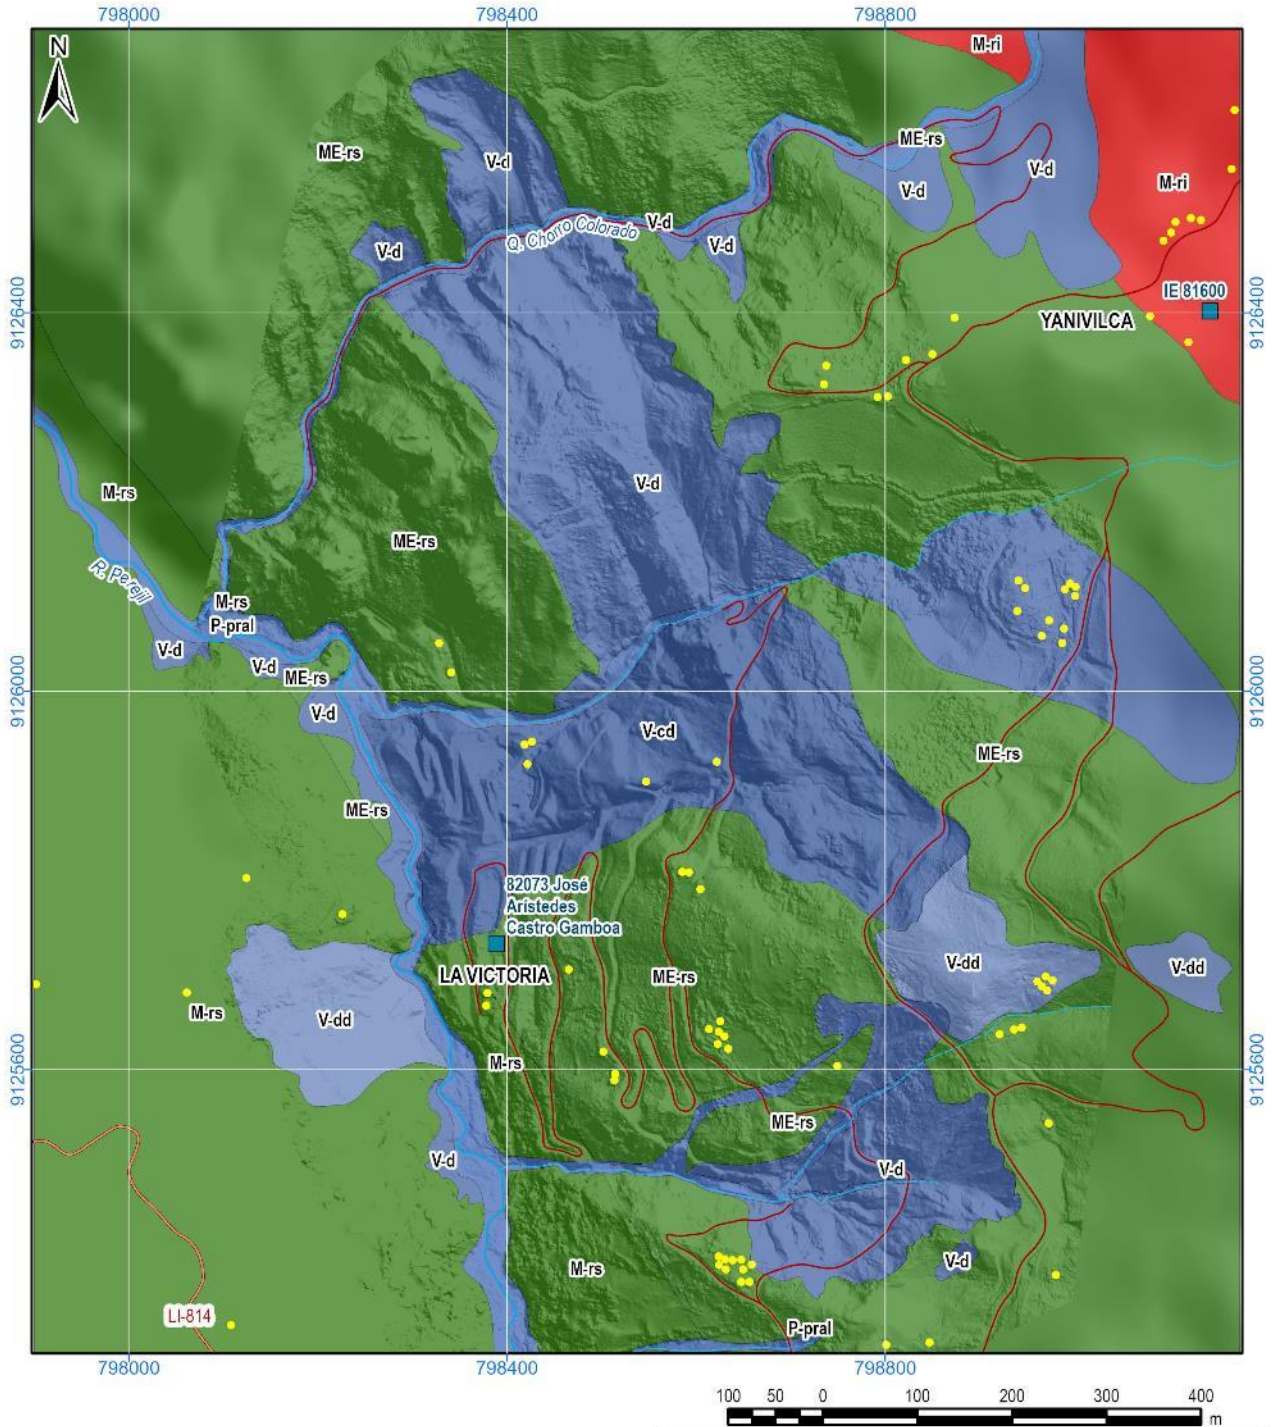 798000
798400
798800
N
M-ri
ME-rs
ME-rs
V-d
V-d
V-d
M-ri
Q. Chorro Colorado
V-d
V-d
V-d
IE 81600
9126400
9126400
YANIVILCA
M-rs
V-d
ME-rs
R. Perejil
M-rs
P-pral
V-d
V-d
ME-rs
V-d
9126000
9126000
V-cd
ME-rs
ME-rs
82073 José
Aristedes
Castro Gamboa
LA VICTORIA
ME-rs
V-dd
V-dd
M-rs
V-dd
M-rs
9125600
9125600
ME-rs
V-d
V-d
V-d
M-rs
LI-814
P-pral
798000
798400
798800
100 50 0 100 200 300 400
m